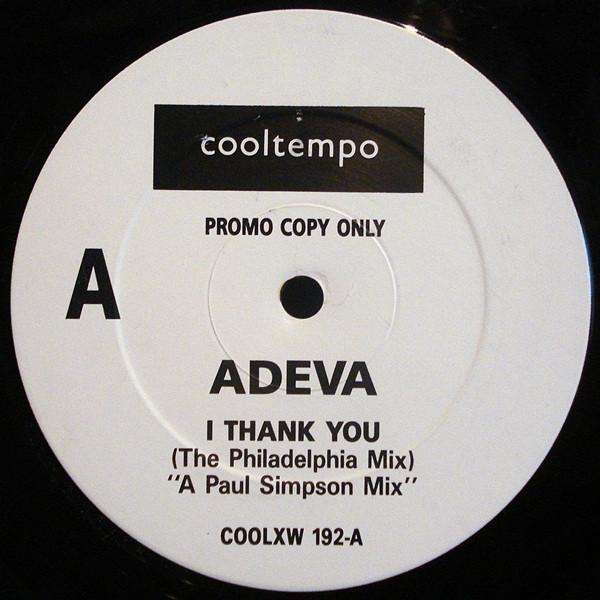 cooltempo
PROMO COPY ONLY
A
ADEVA
I THANK YOU
(The Philadelphia Mix)
"A Paul Simpson Mix"
COOLXW 192-A